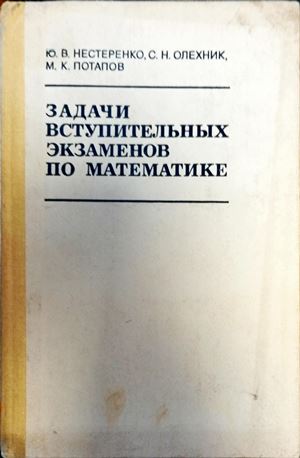 Ю. В. НЕСТЕРЕНКО, С. Н. ОЛЕХНИК,
М. К. ПОТАПОВ
ЗАДАЧИ
ВСТУПИТЕЛЬНЫХ
ЭКЗАМЕНОВ
ПО МАТЕМАТИКЕ